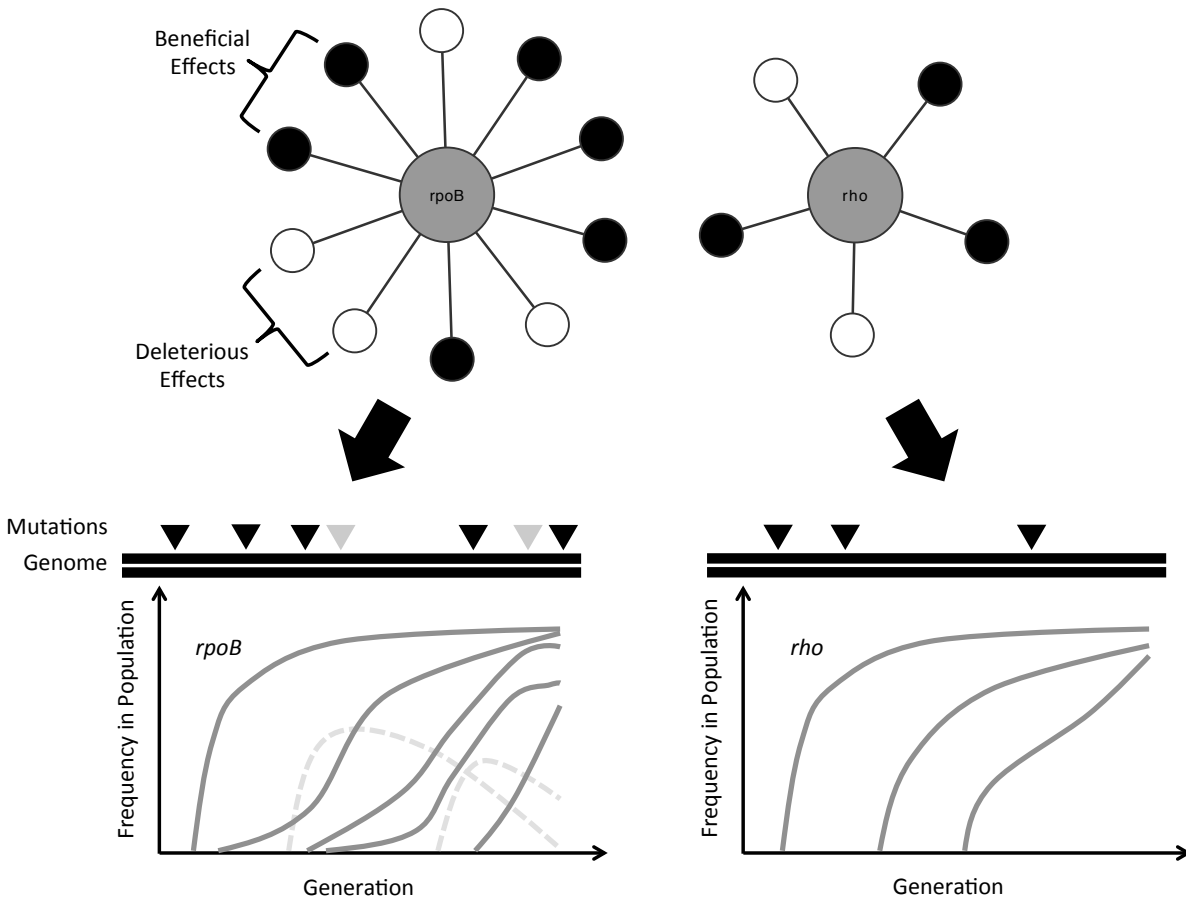 Beneficial
Effects
rpoB
rho
Deleterious
Effects
Mutations
Genome
Frequency in Population
rpoB
Generation
Frequency in Population
rho
Generation